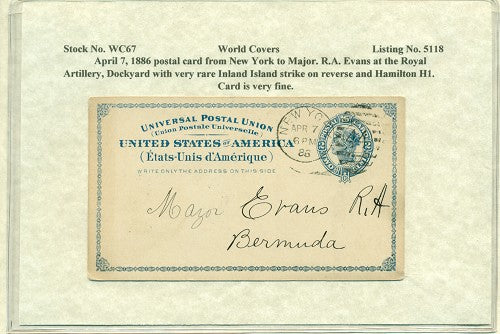 Stock No. WC67 World Covers Listing No. 5118
April 7, 1886 postal card from New York to Major. R.A. Evans at the Royal
Artillery, Dockyard with very rare Inland Island strike on reverse and Hamilton H1.
Card is very fine.
UNIVERSAL POSTAL UNION
(Union Postale Universelle)
UNITED STATES OF AMERICA
(États-Unis d'Amérique)
WRITE ONLY THE ADDRESS ON THIS SIDE
NEW YORK
APR 7
6 PM
86
Major Evans R.A
Bermuda